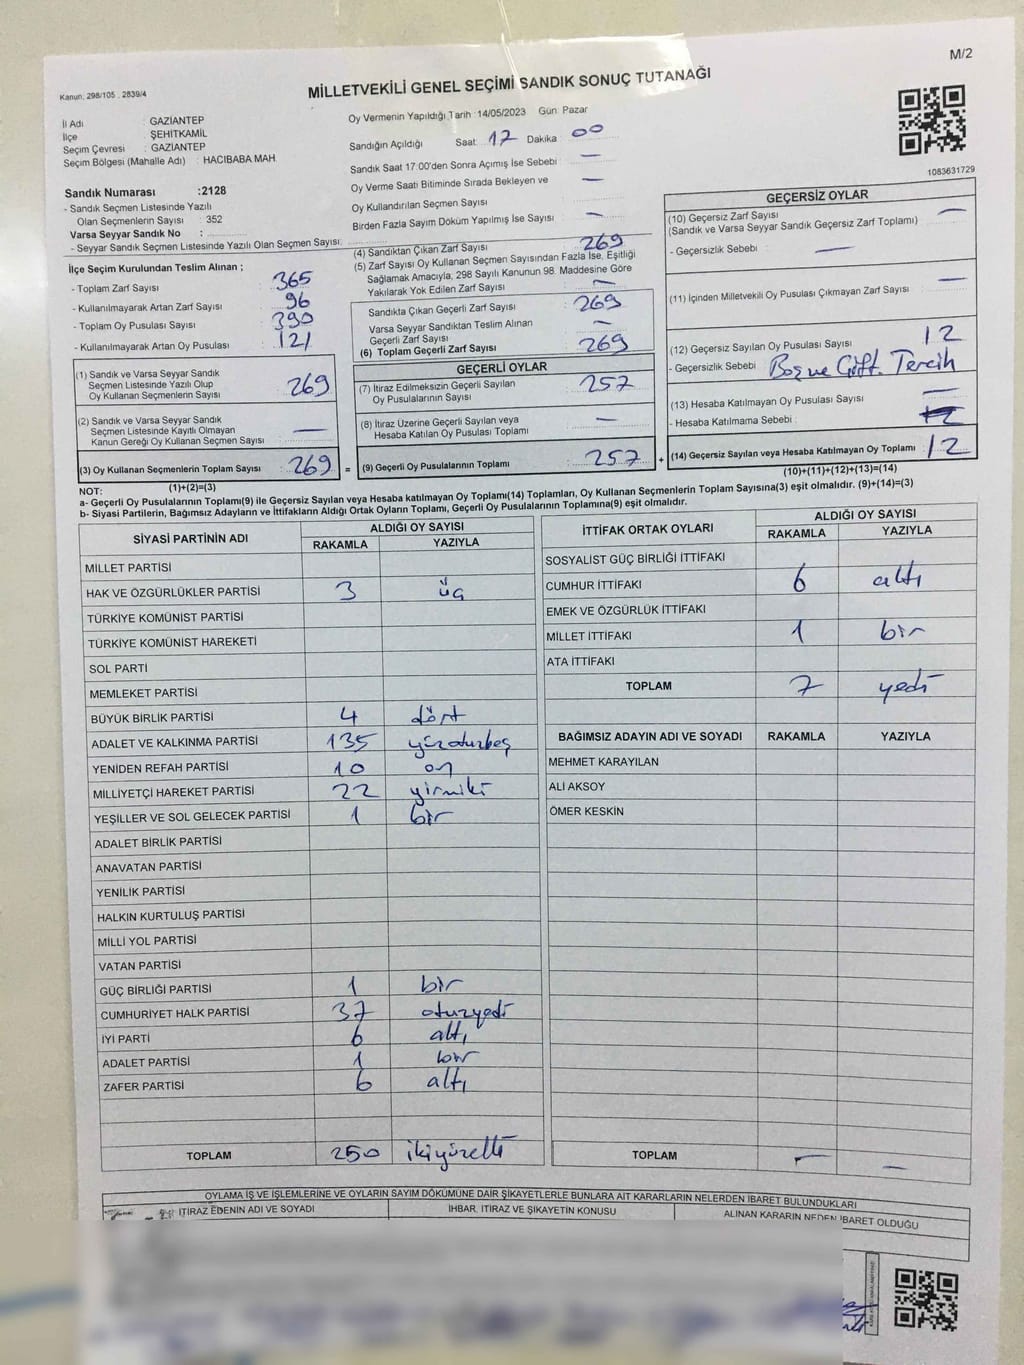 M/2
MİLLETVEKİLİ GENEL SEÇİMİ SANDIK SONUÇ TUTANAĞI
Kanun; 298/105 . 2839/4
İl Adı : GAZİANTEP
İlçe : ŞEHİTKAMİL
Seçim Çevresi : GAZİANTEP
Seçim Bölgesi (Mahalle Adı) : HACIBABA MAH.
Sandık Numarası :2128
- Sandık Seçmen Listesinde Yazılı
Olan Seçmenlerin Sayısı : 352
Varsa Seyyar Sandık No :
- Seyyar Sandık Seçmen Listesinde Yazılı Olan Seçmen Sayısı:
Oy Vermenin Yapıldığı Tarih :14/05/2023 Gün: Pazar
Sandığın Açıldığı Saat: 17 Dakika : 00
Sandık Saat 17:00'den Sonra Açımış İse Sebebi : —
Oy Verme Saati Bitiminde Sırada Bekleyen ve —
Oy Kullandırılan Seçmen Sayısı
Birden Fazla Sayım Döküm Yapılmış İse Sayısı : —
1083631729
İlçe Seçim Kurulundan Teslim Alınan ;
- Toplam Zarf Sayısı : 365
- Kullanılmayarak Artan Zarf Sayısı : 96
- Toplam Oy Pusulası Sayısı : 390
- Kullanılmayarak Artan Oy Pusulası : 121
(1) Sandık ve Varsa Seyyar Sandık
Seçmen Listesinde Yazılı Olup
Oy Kullanan Seçmenlerin Sayısı : 269
(2) Sandık ve Varsa Seyyar Sandık
Seçmen Listesinde Kayıtlı Olmayan
Kanun Gereği Oy Kullanan Seçmen Sayısı : —
(3) Oy Kullanan Seçmenlerin Toplam Sayısı : 269 =
(1)+(2)=(3)
(4) Sandıktan Çıkan Zarf Sayısı : 269
(5) Zarf Sayısı Oy Kullanan Seçmen Sayısından Fazla İse, Eşitliği
Sağlamak Amacıyla, 298 Sayılı Kanunun 98. Maddesine Göre
Yakılarak Yok Edilen Zarf Sayısı : —
Sandıkta Çıkan Geçerli Zarf Sayısı : 269
Varsa Seyyar Sandıktan Teslim Alınan
Geçerli Zarf Sayısı : —
(6) Toplam Geçerli Zarf Sayısı : 269
GEÇERLİ OYLAR
(7) İtiraz Edilmeksizin Geçerli Sayılan
Oy Pusulalarının Sayısı : 257
(8) İtiraz Üzerine Geçerli Sayılan veya
Hesaba Katılan Oy Pusulası Toplamı : —
(9) Geçerli Oy Pusulalarının Toplamı : 257 +
GEÇERSİZ OYLAR
(10) Geçersiz Zarf Sayısı : —
(Sandık ve Varsa Seyyar Sandık Geçersiz Zarf Toplamı)
- Geçersizlik Sebebi : —
(11) İçinden Milletvekili Oy Pusulası Çıkmayan Zarf Sayısı : —
(12) Geçersiz Sayılan Oy Pusulası Sayısı : 12
- Geçersizlik Sebebi : Boş ve Çift. Tercih
(13) Hesaba Katılmayan Oy Pusulası Sayısı : —
- Hesaba Katılmama Sebebi :
(14) Geçersiz Sayılan veya Hesaba Katılmayan Oy Toplamı : 12
(10)+(11)+(12)+(13)=(14)
NOT:
a- Geçerli Oy Pusulalarının Toplamı(9) ile Geçersiz Sayılan veya Hesaba katılmayan Oy Toplamı(14) Toplamları, Oy Kullanan Seçmenlerin Toplam Sayısına(3) eşit olmalıdır. (9)+(14)=(3)
b- Siyasi Partilerin, Bağımsız Adayların ve İttifakların Aldığı Ortak Oyların Toplamı, Geçerli Oy Pusulalarının Toplamına(9) eşit olmalıdır.
SİYASİ PARTİNİN ADI ALDIĞI OY SAYISI
RAKAMLA YAZIYLA
MİLLET PARTİSİ
HAK VE ÖZGÜRLÜKLER PARTİSİ 3 üç
TÜRKİYE KOMÜNİST PARTİSİ
TÜRKİYE KOMÜNİST HAREKETİ
SOL PARTİ
MEMLEKET PARTİSİ
BÜYÜK BİRLİK PARTİSİ 4 dört
ADALET VE KALKINMA PARTİSİ 135 yüzotuzbeş
YENİDEN REFAH PARTİSİ 10 on
MİLLİYETÇİ HAREKET PARTİSİ 22 yirmiki
YEŞİLLER VE SOL GELECEK PARTİSİ 1 bir
ADALET BİRLİK PARTİSİ
ANAVATAN PARTİSİ
YENİLİK PARTİSİ
HALKIN KURTULUŞ PARTİSİ
MİLLİ YOL PARTİSİ
VATAN PARTİSİ
GÜÇ BİRLİĞİ PARTİSİ 1 bir
CUMHURİYET HALK PARTİSİ 37 otuzyedi
İYİ PARTİ 6 altı
ADALET PARTİSİ 1 bir
ZAFER PARTİSİ 6 altı
TOPLAM 250 ikiyüzelli
İTTİFAK ORTAK OYLARI ALDIĞI OY SAYISI
RAKAMLA YAZIYLA
SOSYALİST GÜÇ BİRLİĞİ İTTİFAKI
CUMHUR İTTİFAKI 6 altı
EMEK VE ÖZGÜRLÜK İTTİFAKI
MİLLET İTTİFAKI 1 bir
ATA İTTİFAKI
TOPLAM 7 yedi
BAĞIMSIZ ADAYIN ADI VE SOYADI RAKAMLA YAZIYLA
MEHMET KARAYILAN
ALİ AKSOY
ÖMER KESKİN
TOPLAM — —
OYLAMA İŞ VE İŞLEMLERİNE VE OYLARIN SAYIM DÖKÜMÜNE DAİR ŞİKAYETLERLE BUNLARA AİT KARARLARIN NELERDEN İBARET BULUNDUKLARI
İTİRAZ EDENİN ADI VE SOYADI İHBAR, İTİRAZ VE ŞİKAYETİN KONUSU ALINAN KARARIN NEDEN İBARET OLDUĞU